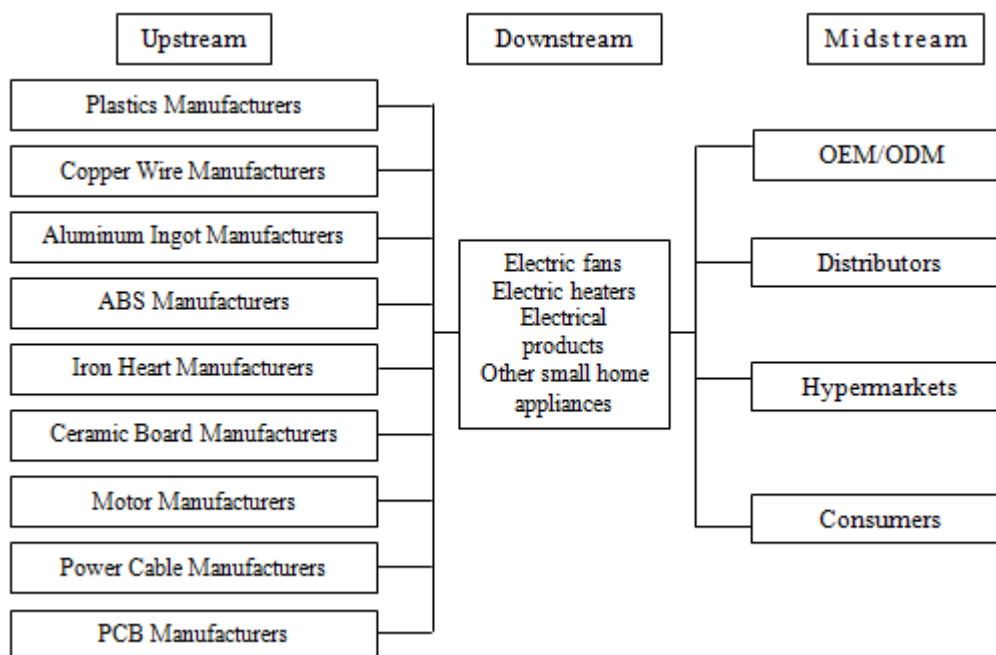 Upstream
Downstream
Midstream
Plastics Manufacturers
Copper Wire Manufacturers
Aluminum Ingot Manufacturers
ABS Manufacturers
Iron Heart Manufacturers
Ceramic Board Manufacturers
Motor Manufacturers
Power Cable Manufacturers
PCB Manufacturers
Electric fans
Electric heaters
Electrical
products
Other small home
appliances
OEM/ODM
Distributors
Hypermarkets
Consumers